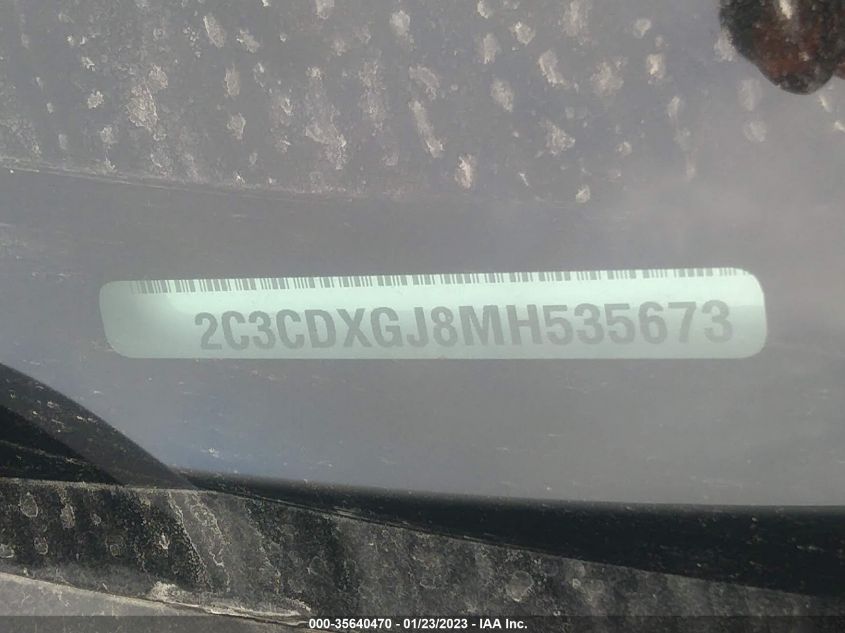 2C3CDXGJ8MH535673
000-35640470 - 01/23/2023 - IAA Inc.